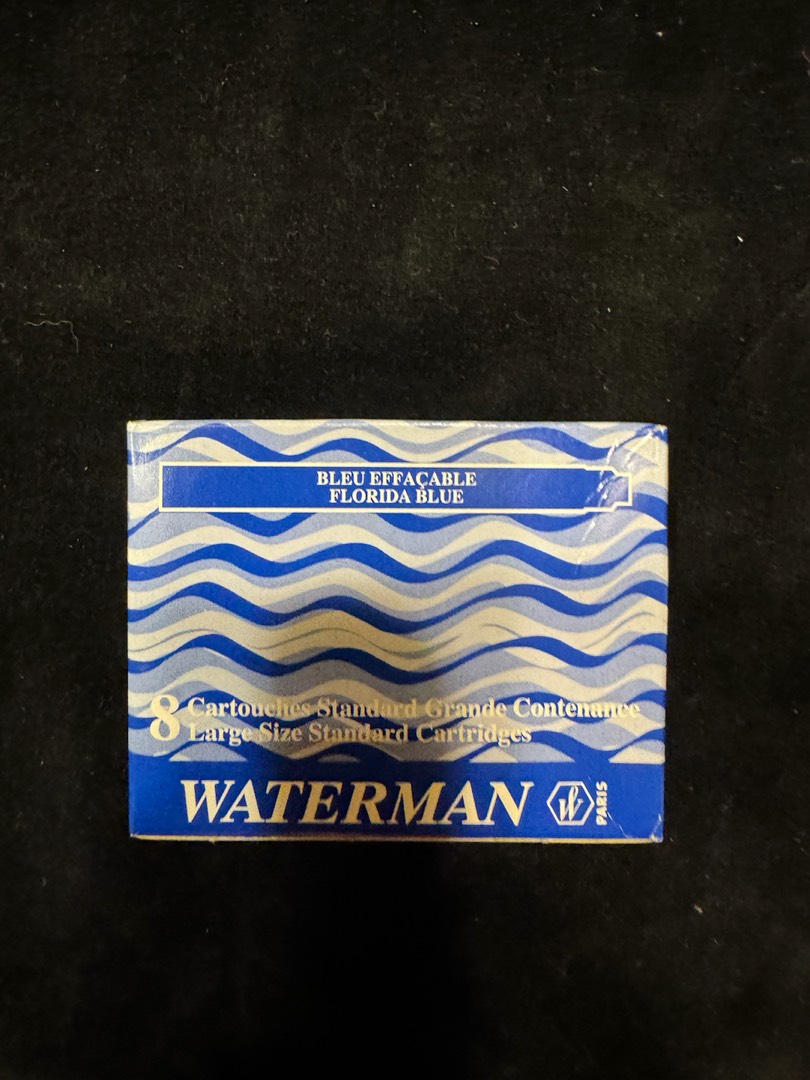 BLEU EFFAÇABLE
FLORIDA BLUE
8 Cartouches Standard Grande Contenance
Large Size Standard Cartridges
WATERMAN W PARIS